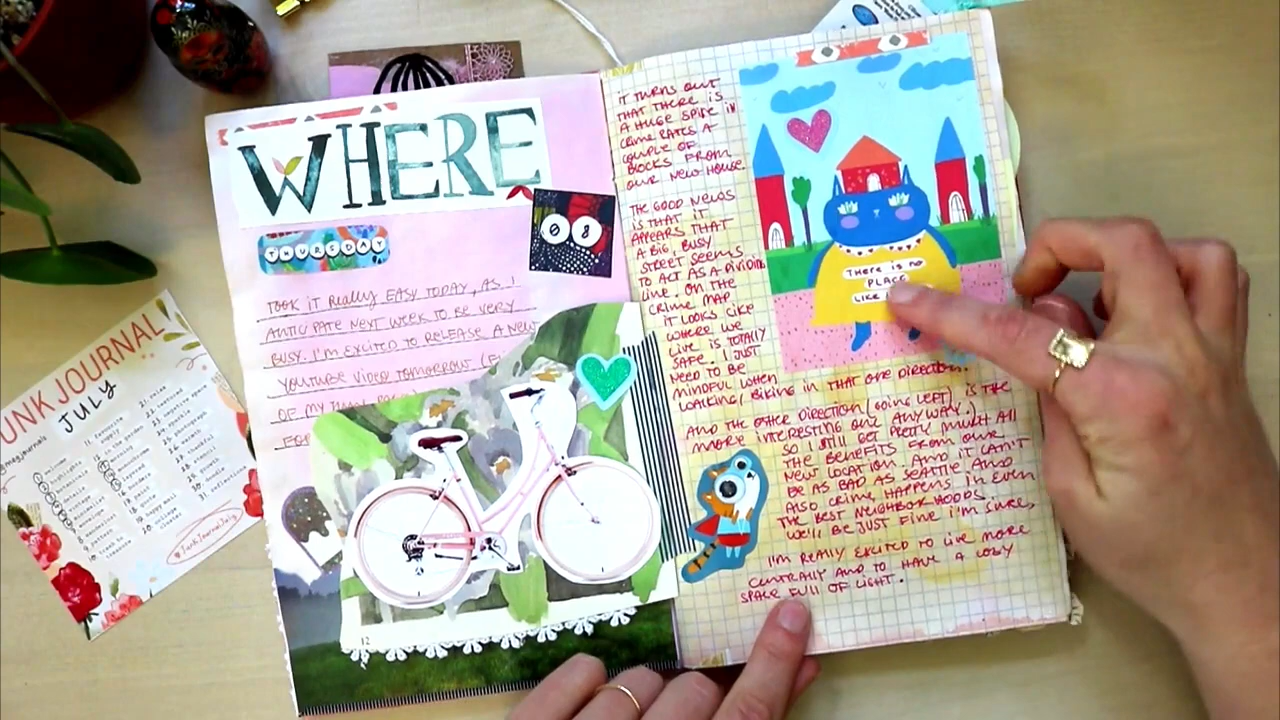 WHERE
08
THURSDAY
TOOK IT REALLY EASY TODAY, AS I
ANTICIPATE NEXT WEEK TO BE VERY
BUSY. I'M EXCITED TO RELEASE A NEW
YOUTUBE VIDEO TOMORROW
OF MY JUNK
12
IT TURNS OUT
THAT THERE IS
A HUGE SPIKE IN
CRIME RATES A
COUPLE OF
BLOCKS FROM
OUR NEW HOUSE
THE GOOD NEWS
IS THAT IT
APPEARS THAT
A BIG, BUSY
STREET SEEMS
TO ACT AS A DIVIDING
LINE. ON THE
CRIME MAP
IT LOOKS LIKE
WHERE WE
LIVE IS TOTALLY
SAFE. I JUST
NEED TO BE
MINDFUL WHEN
WALKING/BIKING IN THAT ONE DIRECTION.
AND THE OTHER DIRECTION (GOING LEFT) IS THE
MORE INTERESTING ONE ANYWAY.
SO I STILL GET PRETTY MUCH ALL
THE BENEFITS FROM OUR
NEW LOCATION. AND IT CAN'T
BE AS BAD AS SEATTLE AND
ALSO CRIME HAPPENS IN EVEN
THE BEST NEIGHBORHOODS.
WE'LL BE JUST FINE I'M SURE,
I'M REALLY EXCITED TO LIVE MORE
CENTRALLY AND TO HAVE A COSY
SPACE FULL OF LIGHT.
THERE IS NO
PLACE
LIKE
UNK JOURNAL
JULY
#JunkJournalJuly